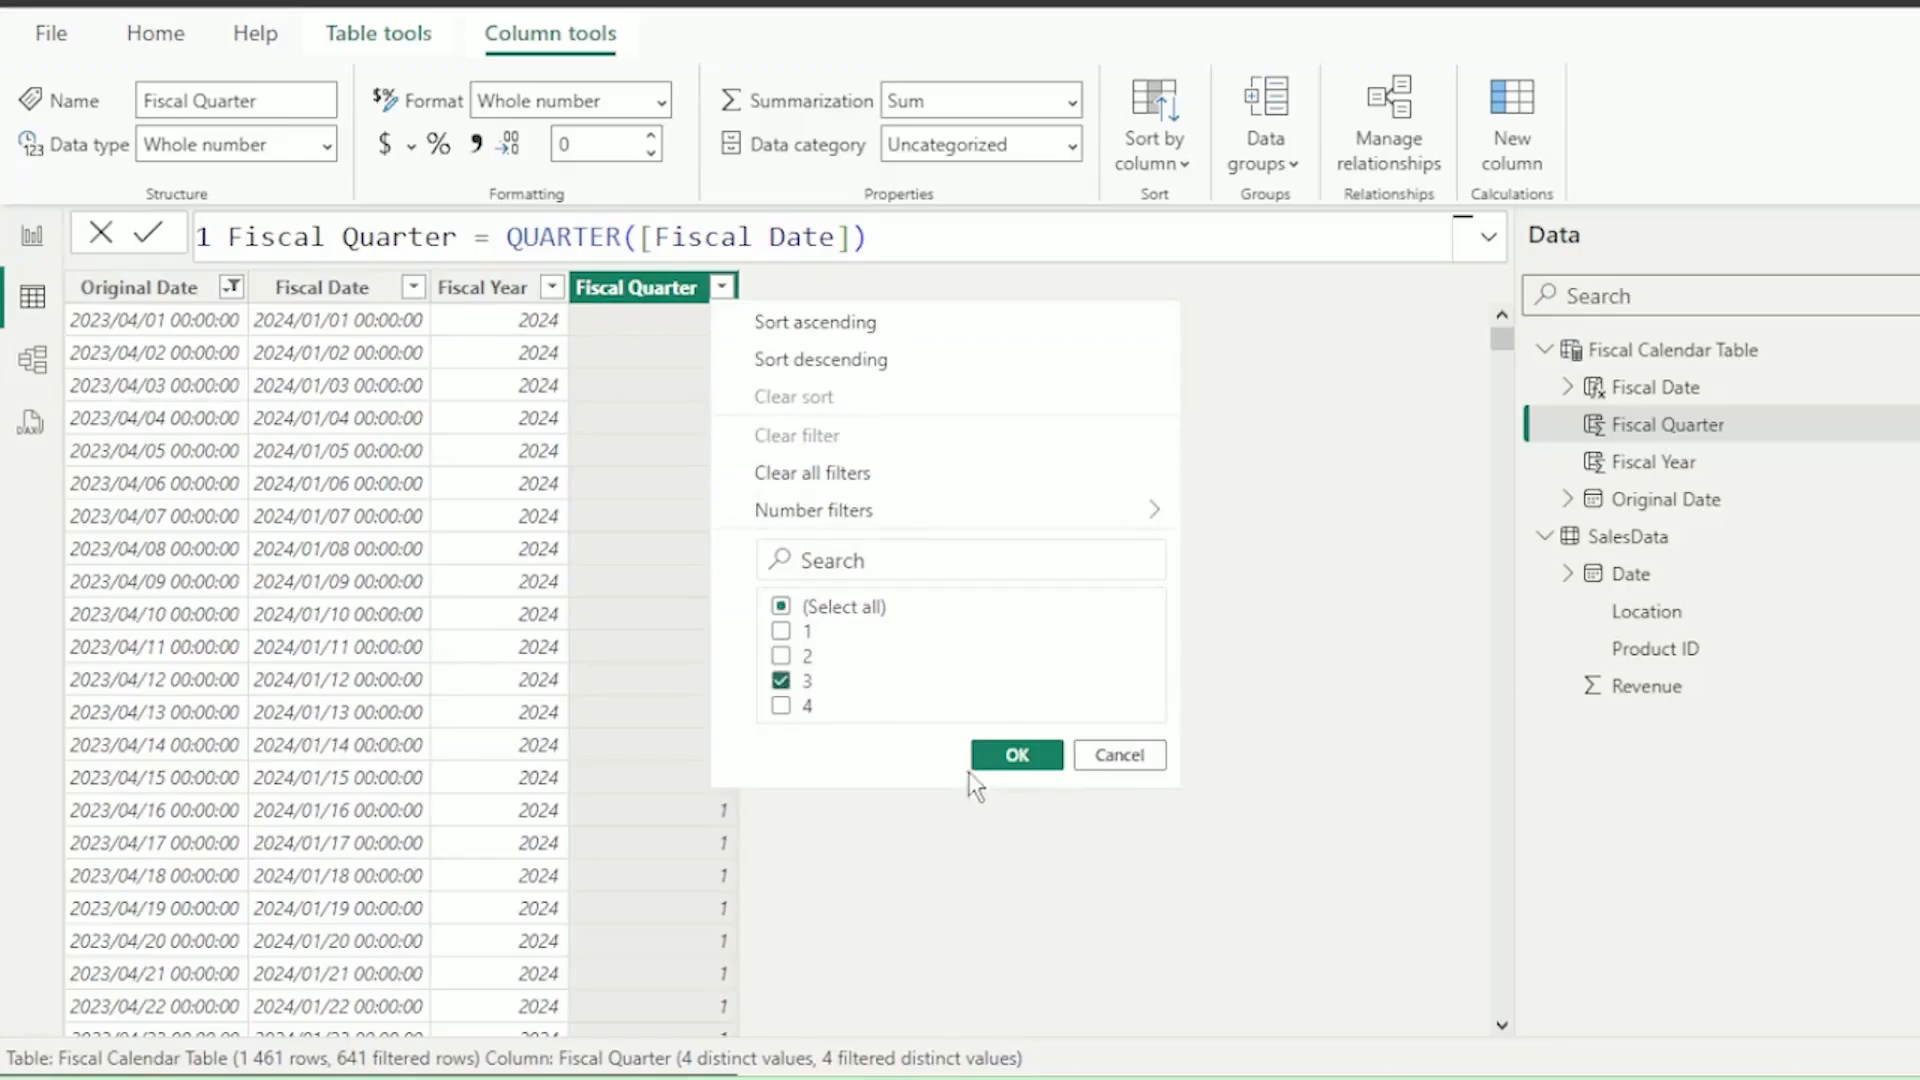 File Home Help Table tools Column tools
Name Fiscal Quarter $% Format Whole number Summarization Sum Sort by column Data groups Manage relationships New column
Data type Whole number $ % 0 Data category Uncategorized
Structure Formatting Properties Sort Groups Relationships Calculations
1 Fiscal Quarter = QUARTER([Fiscal Date])
Original Date Fiscal Date Fiscal Year Fiscal Quarter
2023/04/01 00:00:00 2024/01/01 00:00:00 2024
2023/04/02 00:00:00 2024/01/02 00:00:00 2024
2023/04/03 00:00:00 2024/01/03 00:00:00 2024
2023/04/04 00:00:00 2024/01/04 00:00:00 2024
2023/04/05 00:00:00 2024/01/05 00:00:00 2024
2023/04/06 00:00:00 2024/01/06 00:00:00 2024
2023/04/07 00:00:00 2024/01/07 00:00:00 2024
2023/04/08 00:00:00 2024/01/08 00:00:00 2024
2023/04/09 00:00:00 2024/01/09 00:00:00 2024
2023/04/10 00:00:00 2024/01/10 00:00:00 2024
2023/04/11 00:00:00 2024/01/11 00:00:00 2024
2023/04/12 00:00:00 2024/01/12 00:00:00 2024
2023/04/13 00:00:00 2024/01/13 00:00:00 2024
2023/04/14 00:00:00 2024/01/14 00:00:00 2024
2023/04/15 00:00:00 2024/01/15 00:00:00 2024
2023/04/16 00:00:00 2024/01/16 00:00:00 2024 1
2023/04/17 00:00:00 2024/01/17 00:00:00 2024 1
2023/04/18 00:00:00 2024/01/18 00:00:00 2024 1
2023/04/19 00:00:00 2024/01/19 00:00:00 2024 1
2023/04/20 00:00:00 2024/01/20 00:00:00 2024 1
2023/04/21 00:00:00 2024/01/21 00:00:00 2024 1
2023/04/22 00:00:00 2024/01/22 00:00:00 2024 1
Sort ascending
Sort descending
Clear sort
Clear filter
Clear all filters
Number filters
Search
(Select all)
1
2
3
4
OK Cancel
Data
Search
Fiscal Calendar Table
Fiscal Date
Fiscal Quarter
Fiscal Year
Original Date
SalesData
Date
Location
Product ID
Revenue
Table: Fiscal Calendar Table (1 461 rows, 641 filtered rows) Column: Fiscal Quarter (4 distinct values, 4 filtered distinct values)